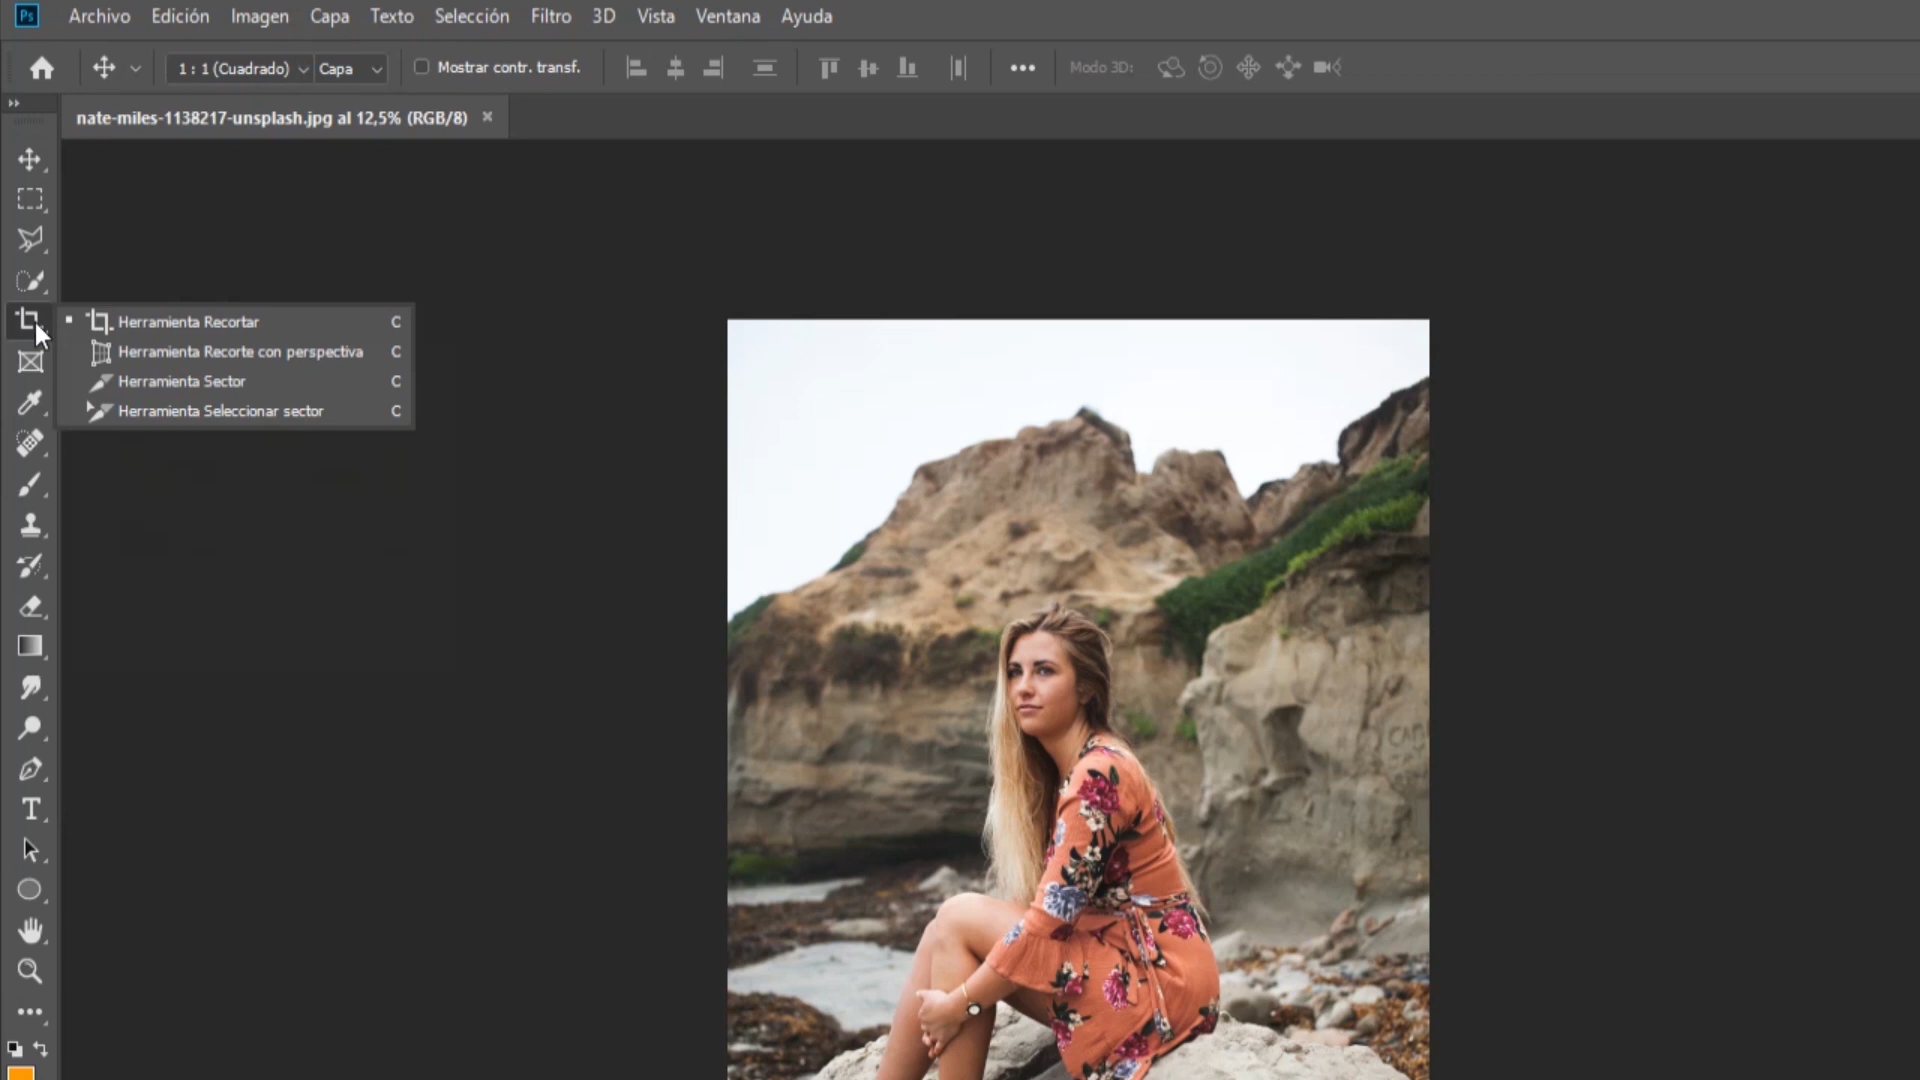 Ps Archivo Edición Imagen Capa Texto Selección Filtro 3D Vista Ventana Ayuda
1 : 1 (Cuadrado) Capa Mostrar contr. transf. Modo 3D:
nate-miles-1138217-unsplash.jpg al 12,5% (RGB/8) ×
Herramienta Recortar C
Herramienta Recorte con perspectiva C
Herramienta Sector C
Herramienta Seleccionar sector C